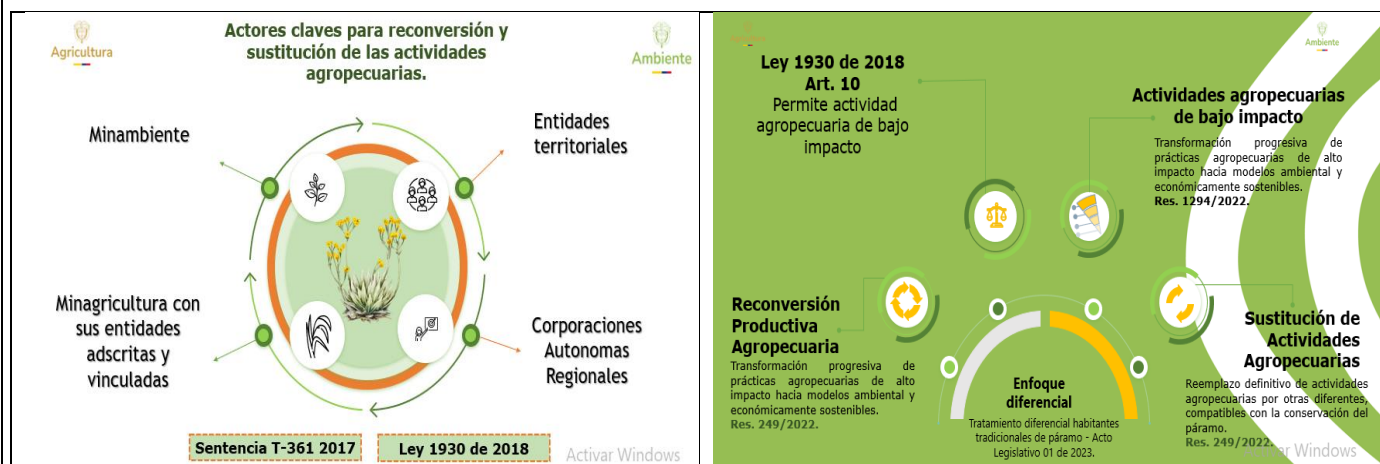 Agricultura
Actores claves para reconversión y
sustitución de las actividades
agropecuarias.
Ambiente
Minambiente
Entidades
territoriales
Minagricultura con
sus entidades
adscritas y
vinculadas
Corporaciones
Autonomas
Regionales
Sentencia T-361 2017
Ley 1930 de 2018
Activar Windows
Ambiente
Ley 1930 de 2018
Art. 10
Permite actividad
agropecuaria de bajo
impacto
Actividades agropecuarias
de bajo impacto
Transformación progresiva de
prácticas agropecuarias de alto
impacto hacia modelos ambiental y
económicamente sostenibles.
Res. 1294/2022.
Reconversión
Productiva
Agropecuaria
Transformación progresiva de
prácticas agropecuarias de alto
impacto hacia modelos ambiental y
económicamente sostenibles.
Res. 249/2022.
Enfoque
diferencial
Tratamiento diferencial habitantes
tradicionales de páramo - Acto
Legislativo 01 de 2023.
Sustitución de
Actividades
Agropecuarias
Reemplazo definitivo de actividades
agropecuarias por otras diferentes,
compatibles con la conservación del
páramo.
Res. 249/2022.
Windows